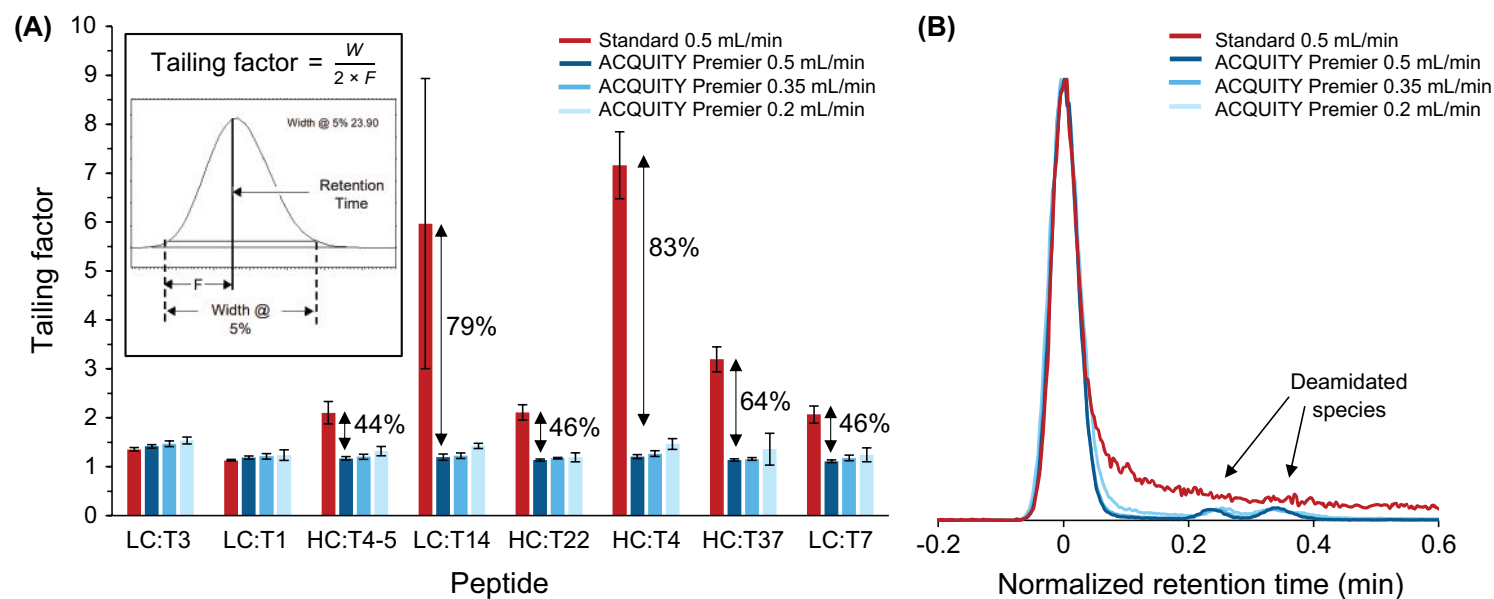 (A)
10
9
8
7
6
5
4
3
2
1
0
Tailing factor
Tailing factor = W / 2 × F
Width @ 5% 23.90
Retention
Time
F
Width @
5%
Standard 0.5 mL/min
ACQUITY Premier 0.5 mL/min
ACQUITY Premier 0.35 mL/min
ACQUITY Premier 0.2 mL/min
44%
79%
46%
83%
64%
46%
LC:T3 LC:T1 HC:T4-5 LC:T14 HC:T22 HC:T4 HC:T37 LC:T7
Peptide
(B)
Standard 0.5 mL/min
ACQUITY Premier 0.5 mL/min
ACQUITY Premier 0.35 mL/min
ACQUITY Premier 0.2 mL/min
Deamidated
species
-0.2 0 0.2 0.4 0.6
Normalized retention time (min)